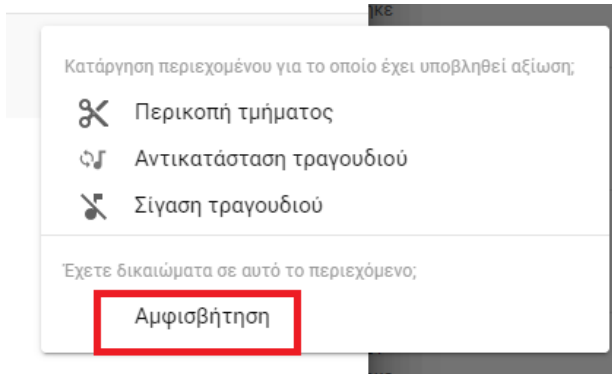 ηκε
Κατάργηση περιεχομένου για το οποίο έχει υποβληθεί αξίωση;
Περικοπή τμήματος
Αντικατάσταση τραγουδιού
Σίγαση τραγουδιού
Έχετε δικαιώματα σε αυτό το περιεχόμενο;
Αμφισβήτηση